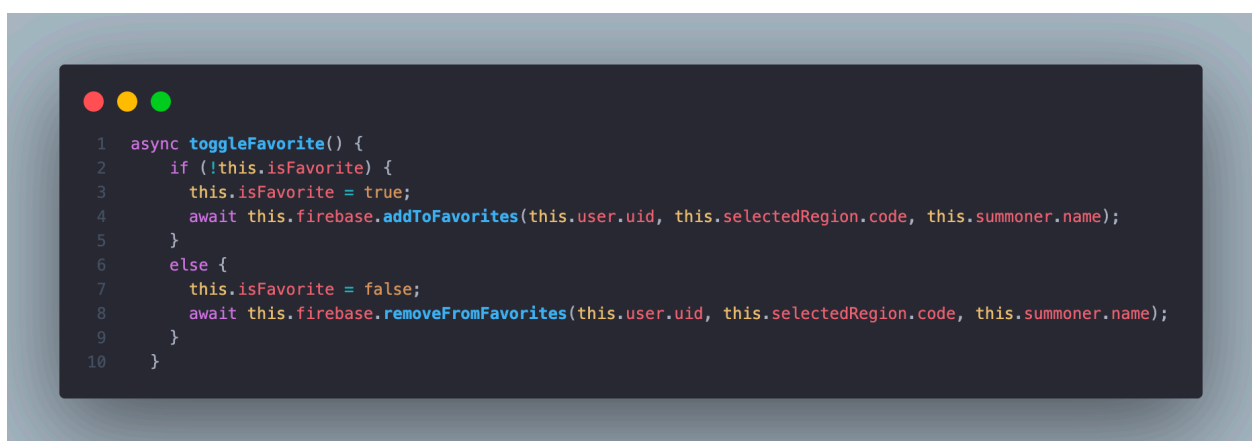 1 async toggleFavorite() {
2 if (!this.isFavorite) {
3 this.isFavorite = true;
4 await this.firebase.addToFavorites(this.user.uid, this.selectedRegion.code, this.summoner.name);
5 }
6 else {
7 this.isFavorite = false;
8 await this.firebase.removeFromFavorites(this.user.uid, this.selectedRegion.code, this.summoner.name);
9 }
10 }